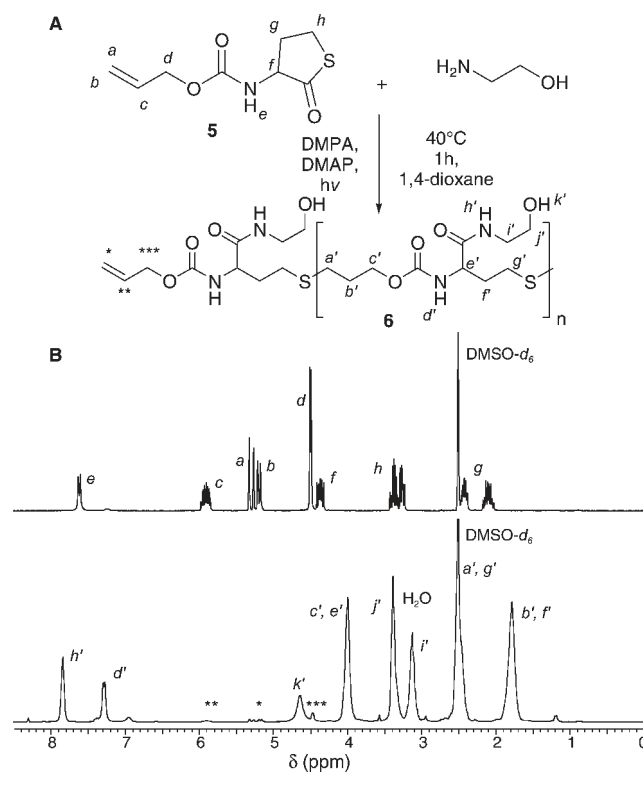 A
a
b
c
d
O
O
N
H
e
f
g
h
S
O
5
+
H₂N
OH
DMPA,
DMAP,
hν
40°C
1h,
1,4-dioxane
*
**
***
O
O
N
H
O
H
N
OH
S
a'
b'
c'
O
O
N
H
d'
e'
f'
g'
O
h'
H
N
i'
j'
OH
k'
S
n
6
B
DMSO-d₆
e
c
a
b
d
f
h
g
DMSO-d₆
a', g'
h'
d'
**
*
k'
***
c', e'
j'
H₂O
i'
b', f'
8 7 6 5 4 3 2 1 0
δ (ppm)